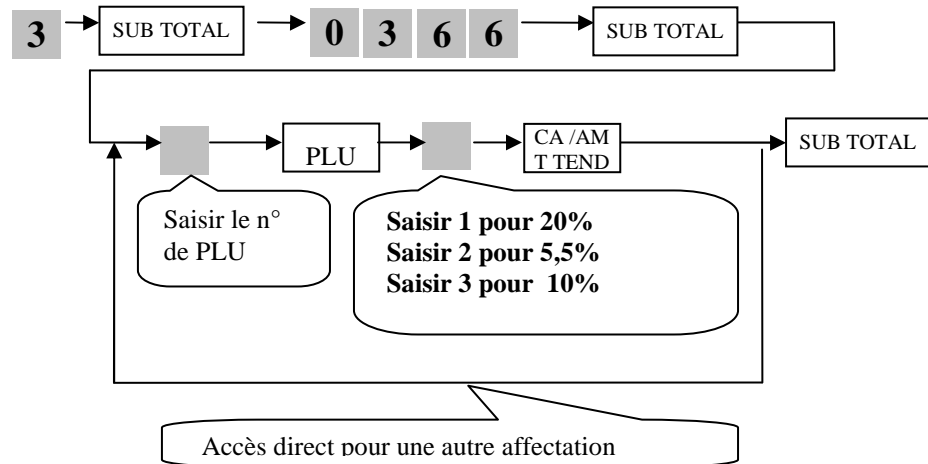 3 SUB TOTAL 0 3 6 6 SUB TOTAL
PLU CA /AM
T TEND SUB TOTAL
Saisir le n°
de PLU
Saisir 1 pour 20%
Saisir 2 pour 5,5%
Saisir 3 pour 10%
Accès direct pour une autre affectation